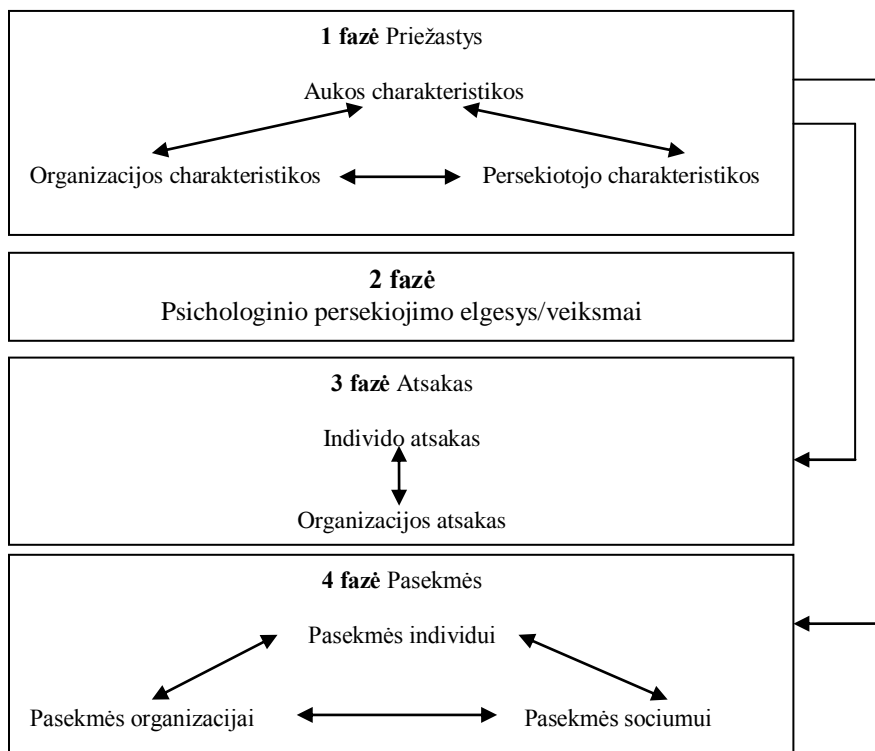 1 fazė Priežastys
Aukos charakteristikos
Organizacijos charakteristikos Persekiotojo charakteristikos
2 fazė
Psichologinio persekiojimo elgesys/veiksmai
3 fazė Atsakas
Individo atsakas
Organizacijos atsakas
4 fazė Pasekmės
Pasekmės individui
Pasekmės organizacijai Pasekmės sociumui